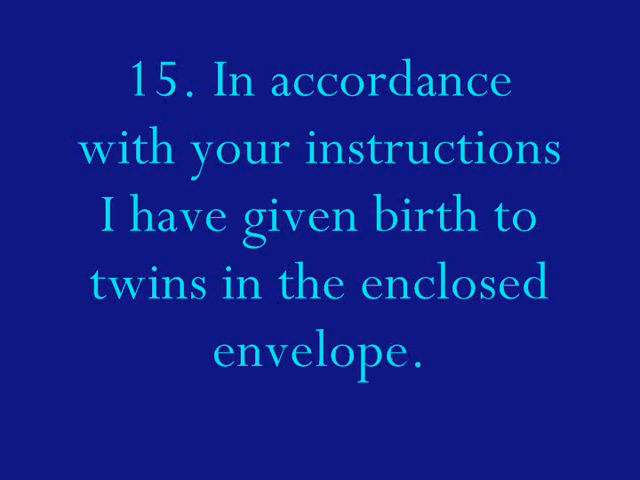 15. In accordance
with your instructions
I have given birth to
twins in the enclosed
envelope.